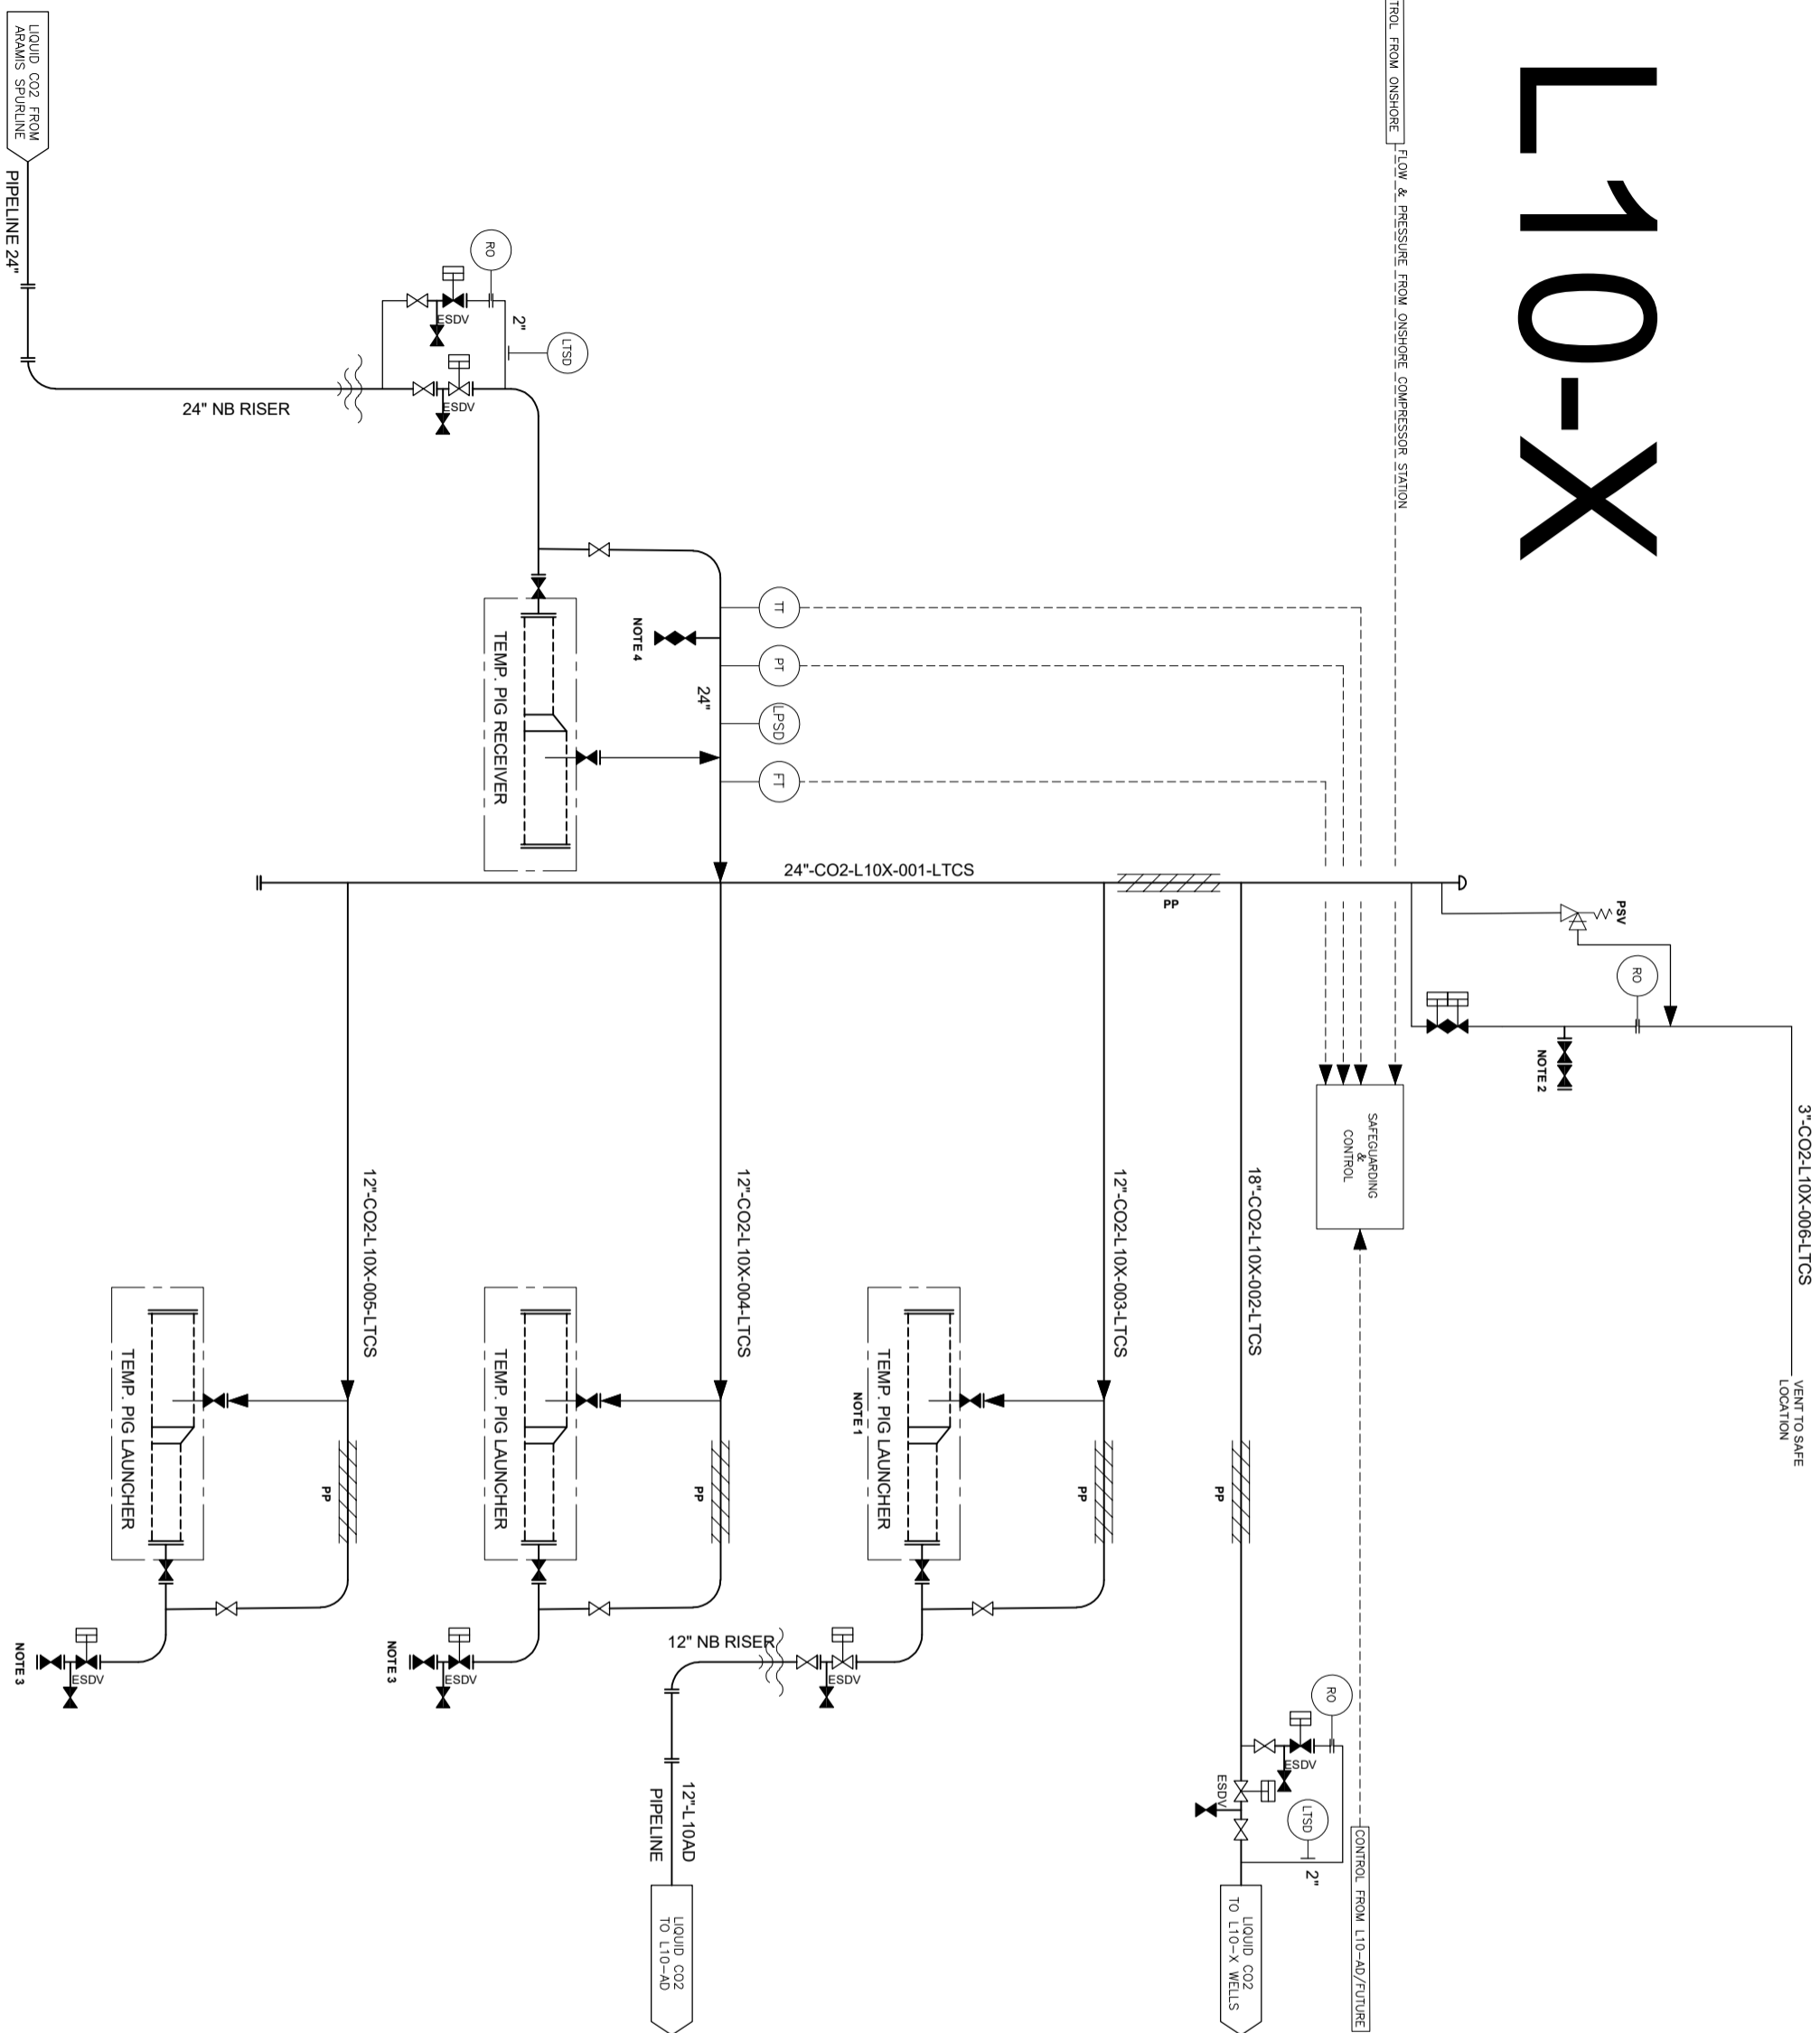 L10-X
TROL FROM ONSHORE
FLOW & PRESSURE FROM ONSHORE COMPRESSOR STATION
LIQUID CO2 FROM
ARAMIS SPURLINE
PIPELINE 24"
24" NB RISER
RO
ESDV
2"
LTSD
ESDV
TEMP. PIG RECEIVER
NOTE 4
24"
TT
PT
LPSD
FT
24"-CO2-L10X-001-LTCS
PP
PSV
RO
NOTE 2
3"-CO2-L10X-006-LTCS
VENT TO SAFE
LOCATION
SAFEGUARDING
&
CONTROL
CONTROL FROM L10-AD/FUTURE
18"-CO2-L10X-002-LTCS
PP
RO
ESDV
ESDV
LTSD
2"
LIQUID CO2
TO L10-X WELLS
12"-CO2-L10X-003-LTCS
PP
TEMP. PIG LAUNCHER
NOTE 1
ESDV
12" NB RISER
12"-L10AD
PIPELINE
LIQUID CO2
TO L10-AD
12"-CO2-L10X-004-LTCS
PP
TEMP. PIG LAUNCHER
ESDV
NOTE 3
12"-CO2-L10X-005-LTCS
PP
TEMP. PIG LAUNCHER
ESDV
NOTE 3